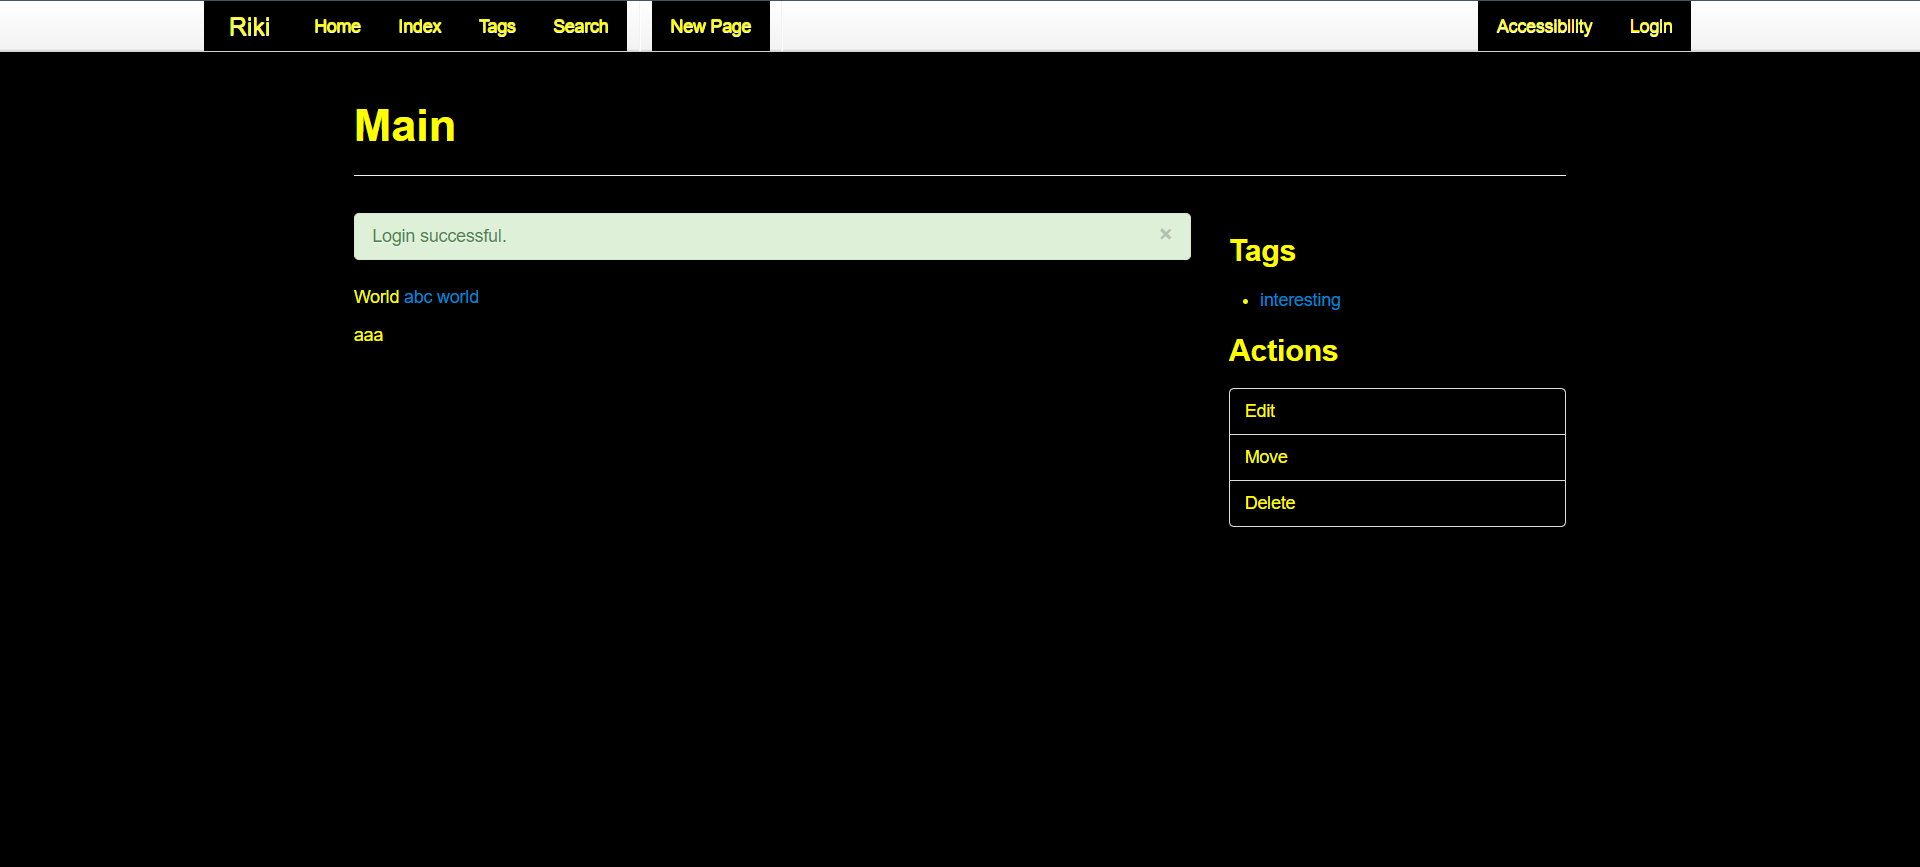 Riki Home Index Tags Search New Page Accessibility Login
Main
Login successful. ×
World abc world
aaa
Tags
• interesting
Actions
Edit
Move
Delete